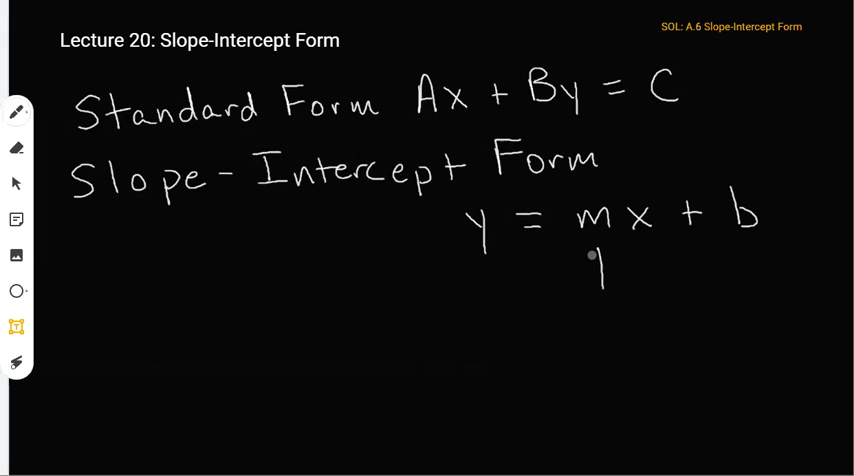 SOL: A.6 Slope-Intercept Form
Lecture 20: Slope-Intercept Form
Standard Form Ax + By = C
Slope-Intercept Form
y = mx + b